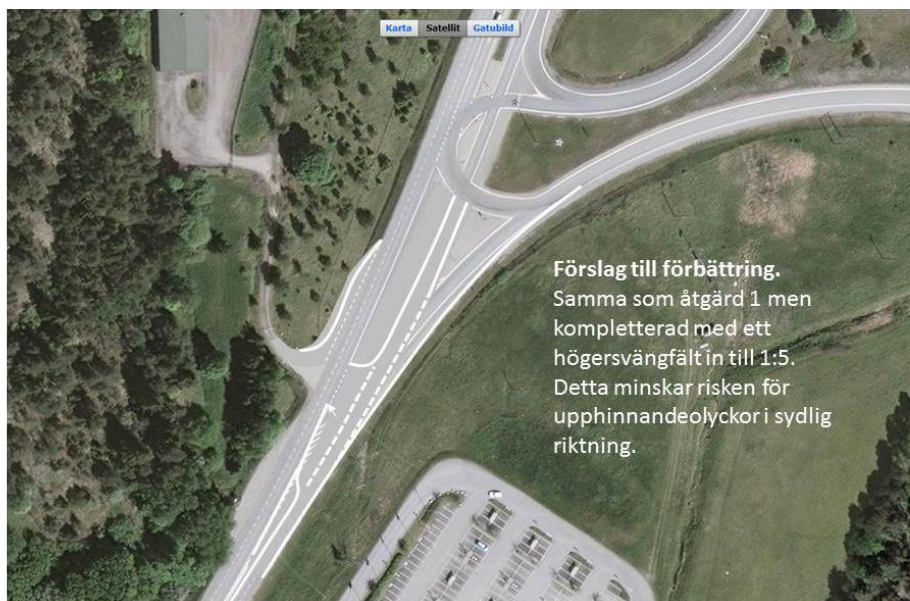 Karta Satellit Gatubild
Förslag till förbättring.
Samma som åtgärd 1 men
kompletterad med ett
högersvängfält in till 1:5.
Detta minskar risken för
upphinnandeolyckor i sydlig
riktning.